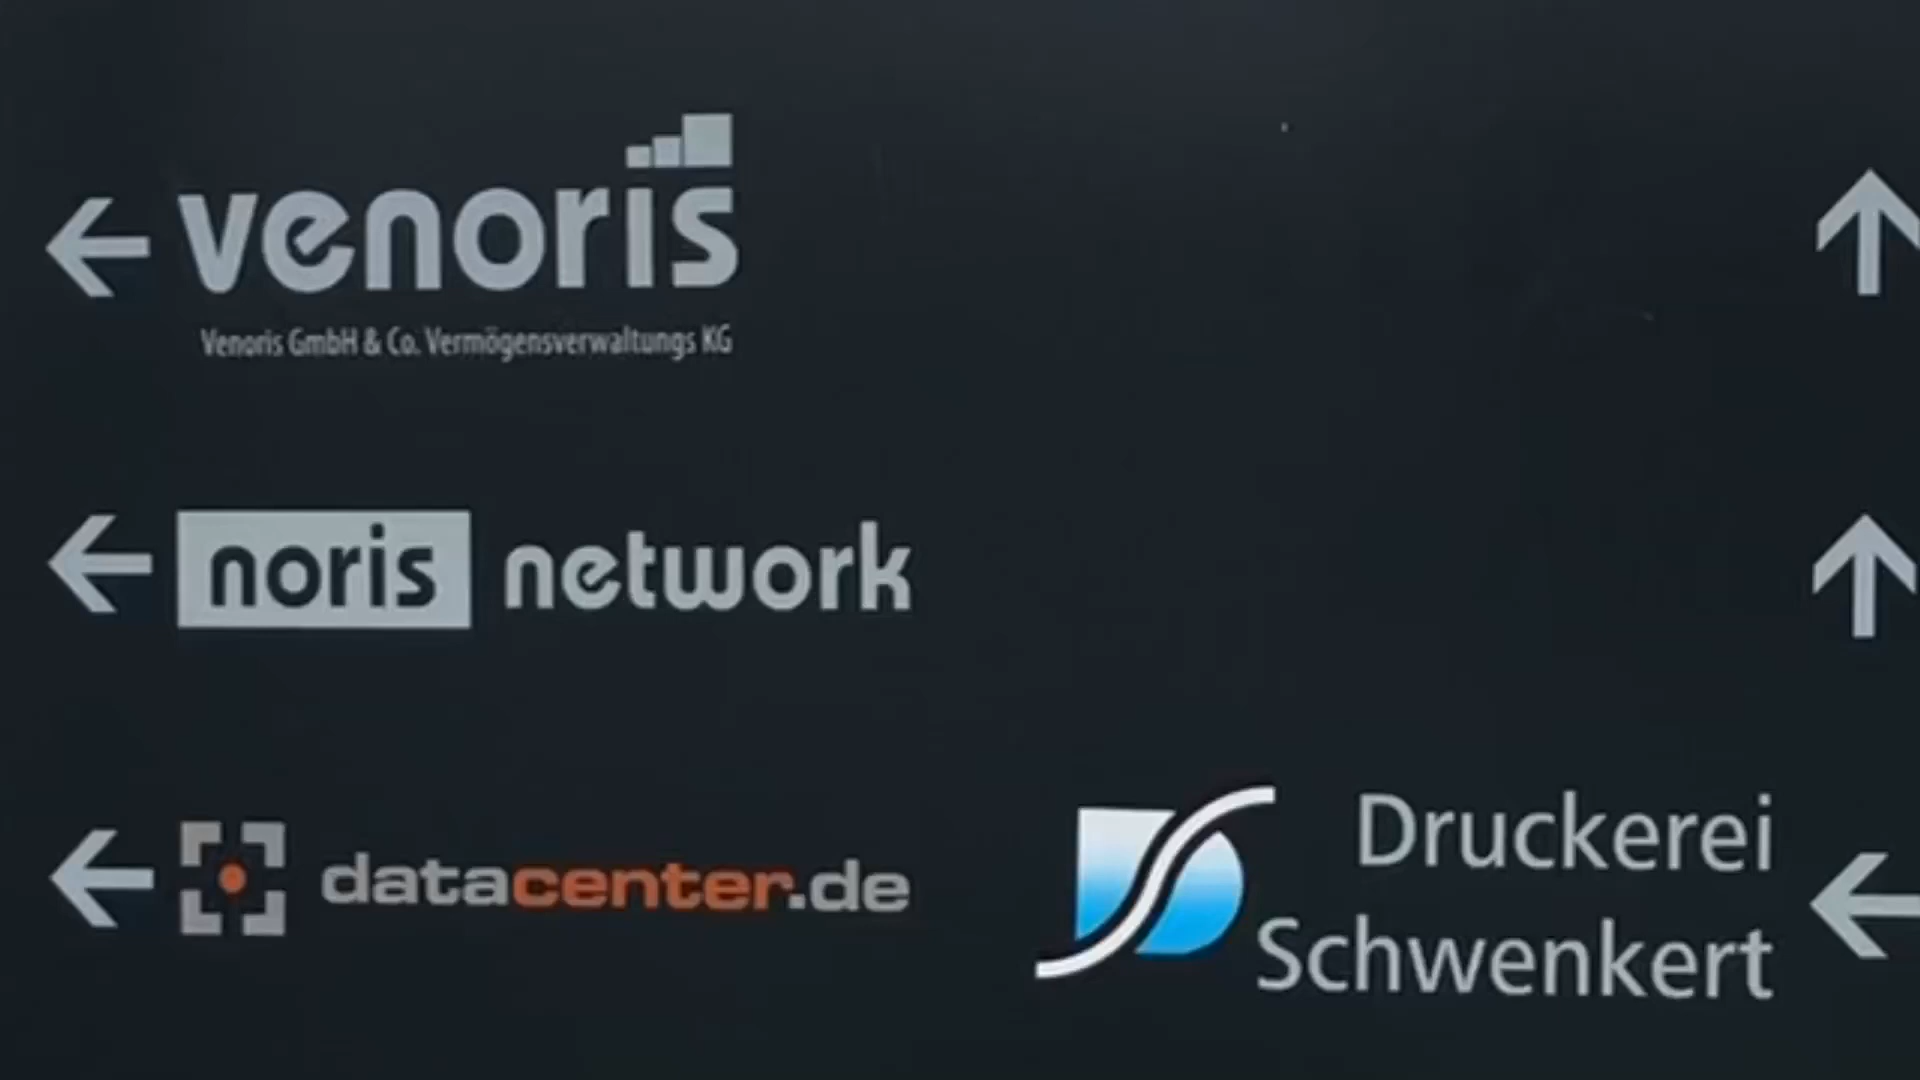 venoris
Venoris GmbH & Co. Vermögensverwaltungs KG
noris network
datacenter.de
Druckerei
Schwenkert